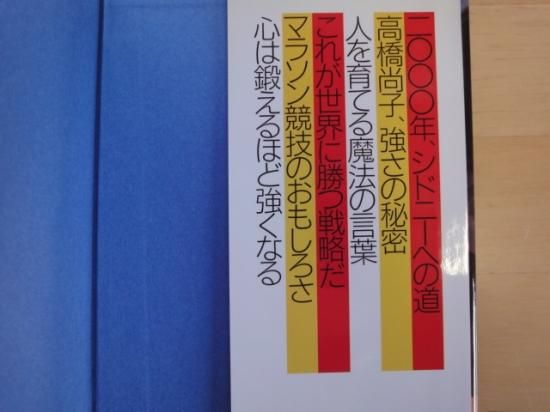 二〇〇〇年、シドニーへの道
高橋尚子、強さの秘密
人を育てる魔法の言葉
これが世界に勝つ戦略だ
マラソン競技のおもしろさ
心は鍛えるほど強くなる